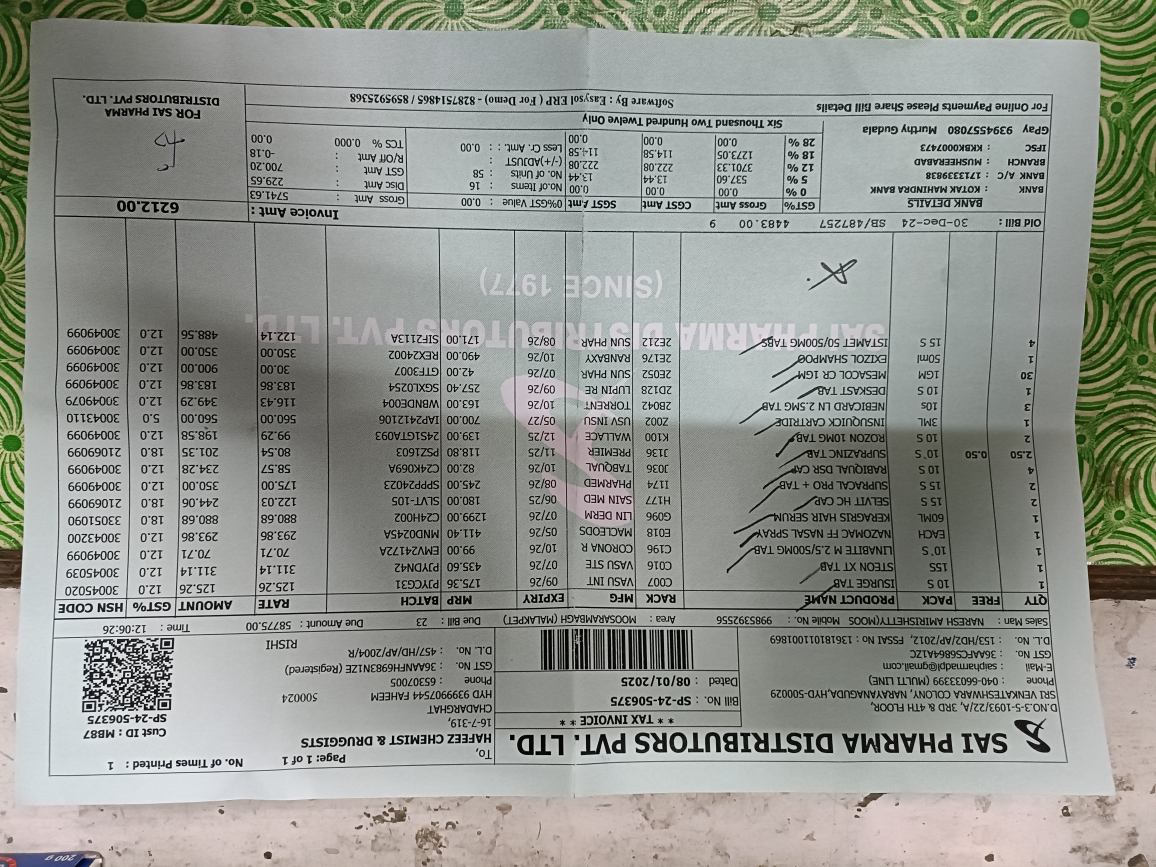 SAI PHARMA DISTRIBUTORS PVT. LTD.
D.NO.3-5-1093/22/A, 3RD & 4TH FLOOR,
SRI VENKATESHWARA COLONY, NARAYANAGUDA,HYD-500029
Phone : 040-66033399 (MULTI LINE)
E-Mail : saipharmadpl@gmail.com
GST No. : 36AFCS6864A1ZC
D.L. No. : 153/HD2/AP/2012, FSSAI No : 13618011001869
* * TAX INVOICE * *
Bill No. : SP-24-506375
Dated : 08/01/2025
To,
HAFEEZ CHEMIST & DRUGGISTS
16-7-319,
CHADARGHAT
HYD 9399907544 FAHEEM 500024
Phone : 65307005
GST No. : 36AANFH6983N1ZE (Registered)
D.L. No. : 457/HD/AP/2004/R
RISHI
Page: 1 of 1
No. of Times Printed : 1
Cust ID : MB87
SP-24-506375
Sales Man : NARESH AMIRISHETTY(MOOS Mobile No. : 9985392556 Area : MOOSARAMBAGH (MALAKPET) Due Bill : 23 Due Amount : 58775.00 Time : 12:06:26
QTY FREE PACK PRODUCT NAME RACK MFG EXPIRY MRP BATCH RATE AMOUNT GST% HSN CODE
1 10 S ISURGE TAB C007 VASU INT 09/26 175.36 P3YCG31 126.25 126.25 12.0 30045020
1 15S STEON XT TAB C016 VASU STE 07/26 435.60 PJYDN42 311.14 311.14 12.0 30045039
1 10`S LINABITE M 2.5/500MG TAB C196 CORONA R 10/26 99.00 EMV24172A 70.71 70.71 12.0 30049099
1 EACH NAZOMAC FF NASAL SPRAY E018 MACLEODS 05/26 411.40 MND0245A 293.86 293.86 12.0 30043200
1 60ML KERAGRIS HAIR SERUM G096 LIN DERM 07/26 1299.00 C24H002 880.68 880.68 18.0 33051090
2 15 S SELVIT HC CAP H177 SAIN MED 06/25 180.00 SLVT-105 122.03 244.06 18.0 21069099
2 15 S SUPRACAL PRO + TAB I174 PHARMED 08/26 245.00 SPPP24023 175.00 350.00 12.0 30049099
4 10 S RABIQUAL DSR CAP J036 TABQUAL 10/26 82.00 C24K069A 58.57 234.28 12.0 30049099
2.50 0.50 10`S SUPRAZINC TAB J136 PREMIER 11/25 118.80 PSZ1603 80.54 201.35 18.0 21069099
2 10 S ROZON 10MG TAB K100 WALLACE 12/25 139.00 24S1GTA093 99.29 198.58 12.0 30049099
1 3ML INSUQUICK CARTRIDE Z002 USV INSU 05/27 700.00 IAP2412106 560.00 560.00 5.0 30043110
3 10s NEBICARD LN 2.5MG TAB 2B042 TORRENT 10/26 163.00 WBNDE004 116.43 349.29 12.0 30049079
1 10 S DESKAST TAB 2D128 LUPIN RE 09/26 257.40 SGXL0254 183.86 183.86 12.0 30049099
30 1GM MESACOL CR 1GM 2E052 SUN PHAR 07/26 42.00 GTF3007 30.00 900.00 12.0 30049099
1 50ml EXIZOL SHAMPOO 2E176 RANBAXY 10/26 490.00 REX24002 350.00 350.00 12.0 30049099
4 15 S ISTAMET 50/500MG TABS 2E212 SUN PHAR 08/26 171.00 SIF2113A 122.14 488.56 12.0 30049099
SAI PHARMA DISTRIBUTORS PVT. LTD.
(SINCE 1977)
Old Bill : 30-Dec-24 SB/487257 4483.00 9
Invoice Amt : 6212.00
BANK DETAILS
BANK : KOTAK MAHINDRA BANK
BANK A/C : 1733139838
BRANCH : MUSHEERABAD
IFSC : KKBK0007473
GPay 9394557080 Murthy Gudala
For Online Payments Please Share Bill Details
GST% Gross Amt CGST Amt SGST Amt
0 % 0.00 0.00 0.00
5 % 537.60 13.44 13.44
12 % 3701.33 222.08 222.08
18 % 1273.05 114.58 114.58
28 % 0.00 0.00 0.00
0%GST Value : 0.00
No.of Items : 16
No. of Units : 58
(-/+)ADJUST :
Less Cr. Amt. : 0.00
Gross Amt : 5741.63
Disc Amt : 229.65
GST Amt : 700.20
R/Off Amt : -0.18
TCS % 0.000 0.00
Six Thousand Two Hundred Twelve Only
Software By : Easysol ERP ( For Demo) - 8287514865 / 8595925368
FOR SAI PHARMA
DISTRIBUTORS PVT. LTD.
200 g